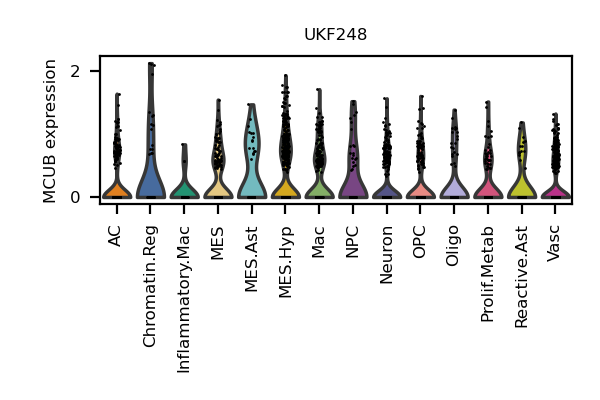 UKF248
MCUB expression
2
0
AC
Chromatin.Reg
Inflammatory.Mac
MES
MES.Ast
MES.Hyp
Mac
NPC
Neuron
OPC
Oligo
Prolif.Metab
Reactive.Ast
Vasc